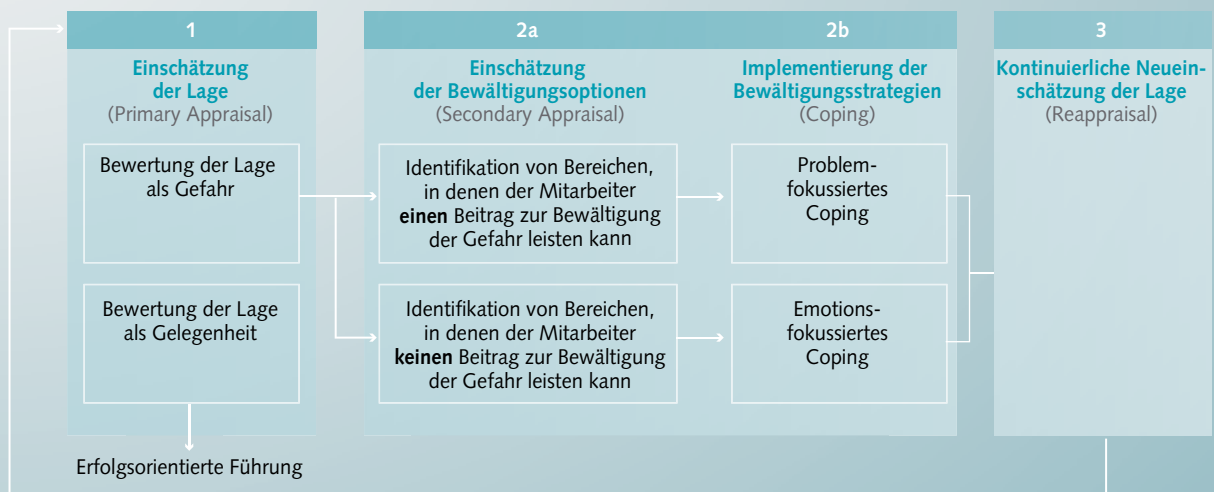 1
Einschätzung
der Lage
(Primary Appraisal)
Bewertung der Lage
als Gefahr
Bewertung der Lage
als Gelegenheit
Erfolgsorientierte Führung
2a
Einschätzung
der Bewältigungsoptionen
(Secondary Appraisal)
Identifikation von Bereichen,
in denen der Mitarbeiter
einen Beitrag zur Bewältigung
der Gefahr leisten kann
Identifikation von Bereichen,
in denen der Mitarbeiter
keinen Beitrag zur Bewältigung
der Gefahr leisten kann
2b
Implementierung der
Bewältigungsstrategien
(Coping)
Problem-
fokussiertes
Coping
Emotions-
fokussiertes
Coping
3
Kontinuierliche Neuein-
schätzung der Lage
(Reappraisal)